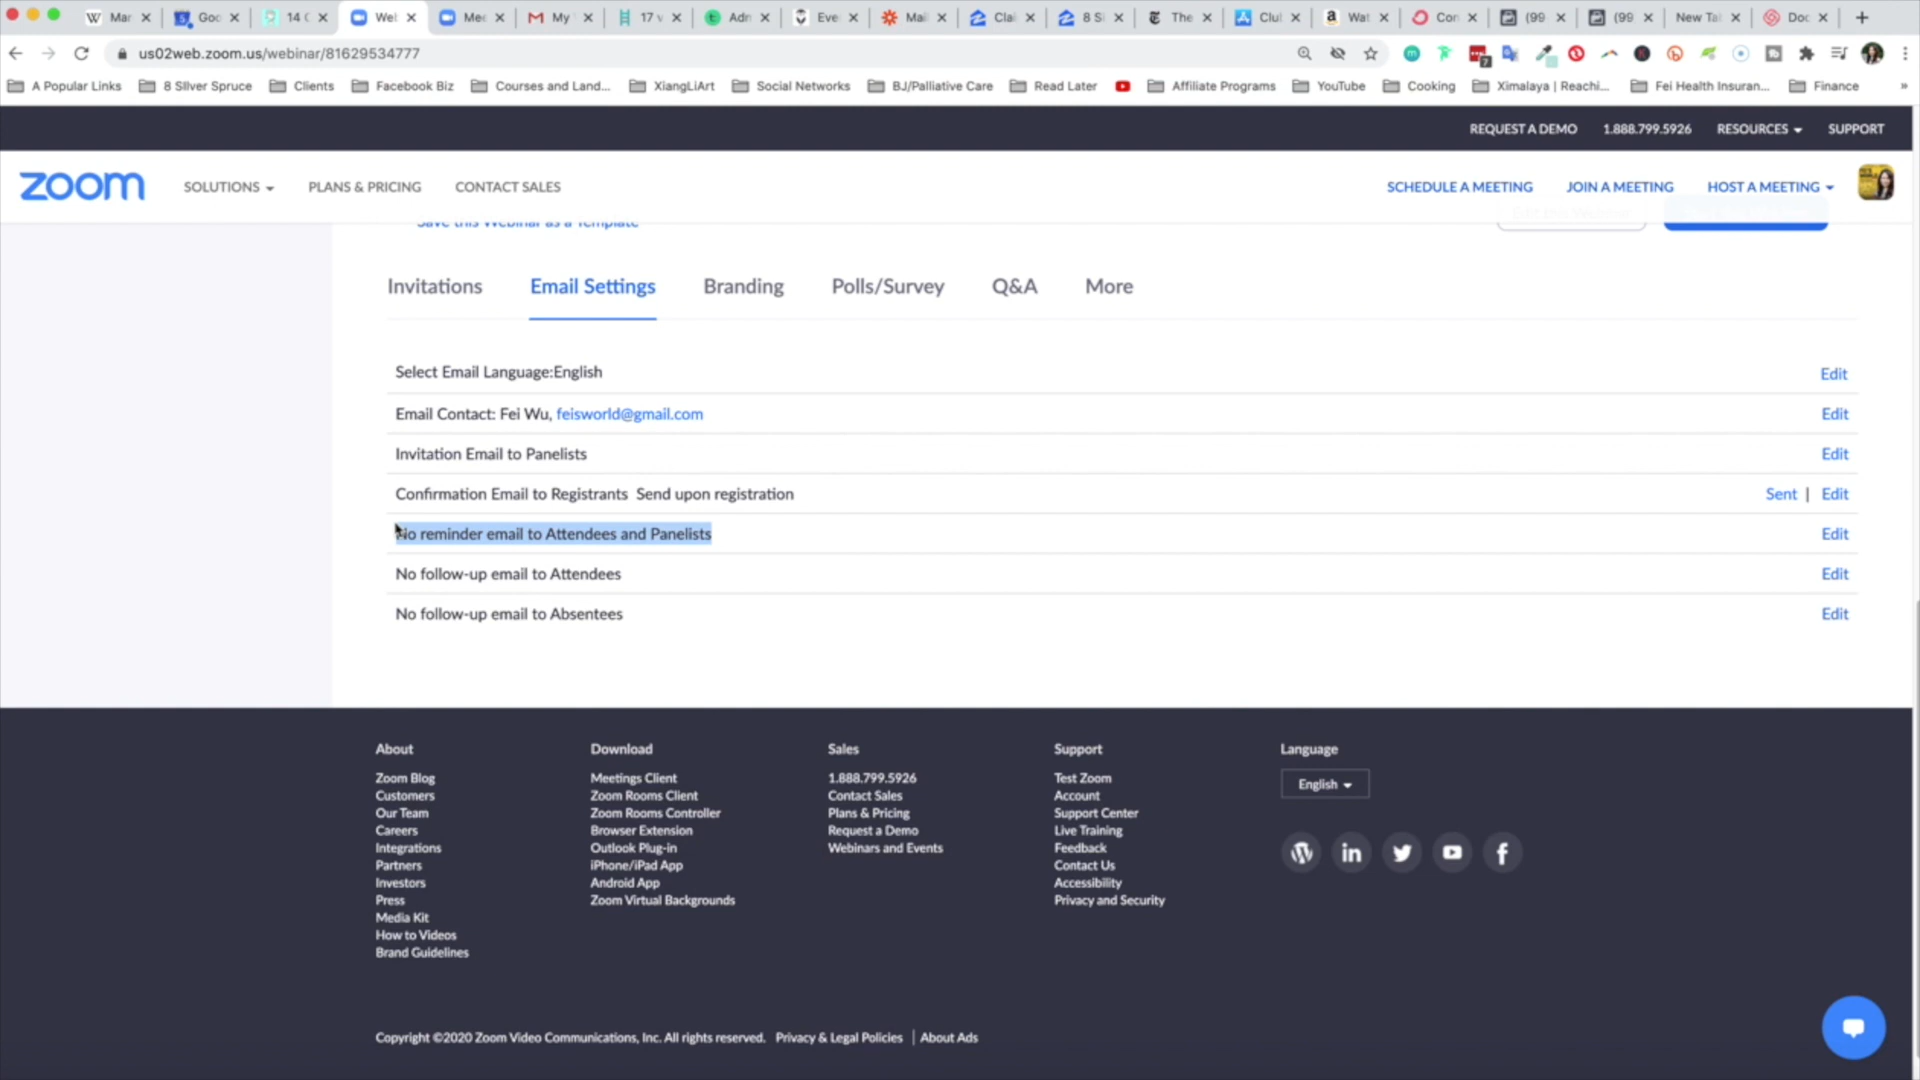 Mar
Goo
14 C
Web
Mee
My
17 v
Adn
Eve
Mai
Clai
8 Si
The
Clul
Wat
Con
(99
(99
New Ta
Doc
us02web.zoom.us/webinar/81629534777
A Popular Links
8 SIlver Spruce
Clients
Facebook Biz
Courses and Land...
XiangLiArt
Social Networks
BJ/Palliative Care
Read Later
Affiliate Programs
YouTube
Cooking
Ximalaya | Reachi...
Fei Health Insuran...
Finance
»
REQUEST A DEMO
1.888.799.5926
RESOURCES
SUPPORT
zoom
SOLUTIONS
PLANS & PRICING
CONTACT SALES
SCHEDULE A MEETING
JOIN A MEETING
HOST A MEETING
Save this Webinar as a Template
Invitations
Email Settings
Branding
Polls/Survey
Q&A
More
Select Email Language:English
Edit
Email Contact: Fei Wu, feisworld@gmail.com
Edit
Invitation Email to Panelists
Edit
Confirmation Email to Registrants Send upon registration
Sent | Edit
No reminder email to Attendees and Panelists
Edit
No follow-up email to Attendees
Edit
No follow-up email to Absentees
Edit
About
Zoom Blog
Customers
Our Team
Careers
Integrations
Partners
Investors
Press
Media Kit
How to Videos
Brand Guidelines
Download
Meetings Client
Zoom Rooms Client
Zoom Rooms Controller
Browser Extension
Outlook Plug-in
iPhone/iPad App
Android App
Zoom Virtual Backgrounds
Sales
1.888.799.5926
Contact Sales
Plans & Pricing
Request a Demo
Webinars and Events
Support
Test Zoom
Account
Support Center
Live Training
Feedback
Contact Us
Accessibility
Privacy and Security
Language
English
Copyright ©2020 Zoom Video Communications, Inc. All rights reserved. Privacy & Legal Policies | About Ads